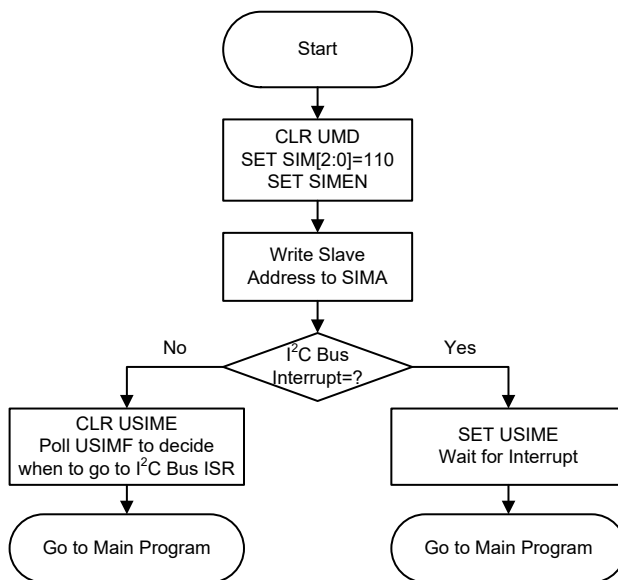 Start
CLR UMD
SET SIM[2:0]=110
SET SIMEN
Write Slave
Address to SIMA
No
I²C Bus
Interrupt=?
Yes
CLR USIME
Poll USIMF to decide
when to go to I²C Bus ISR
SET USIME
Wait for Interrupt
Go to Main Program
Go to Main Program